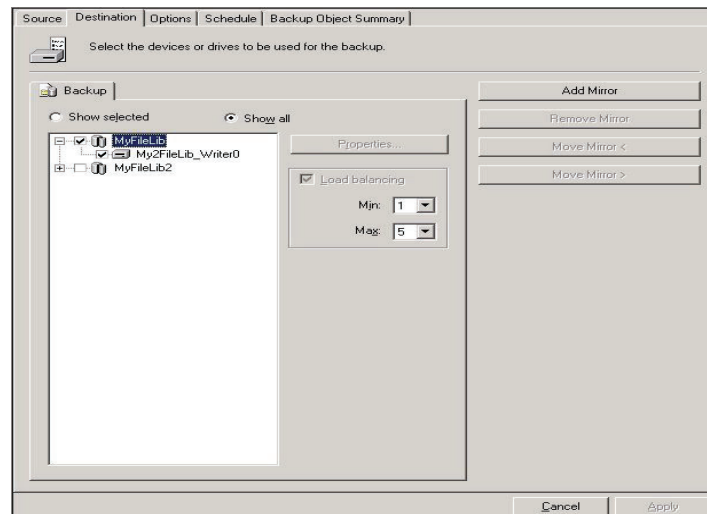 Source Destination Options Schedule Backup Object Summary
Select the devices or drives to be used for the backup.
Backup
Show selected Show all
MyFileLib
My2FileLib_Writer0
MyFileLib2
Properties...
Load balancing
Min: 1
Max: 5
Add Mirror
Remove Mirror
Move Mirror <
Move Mirror >
Cancel Apply